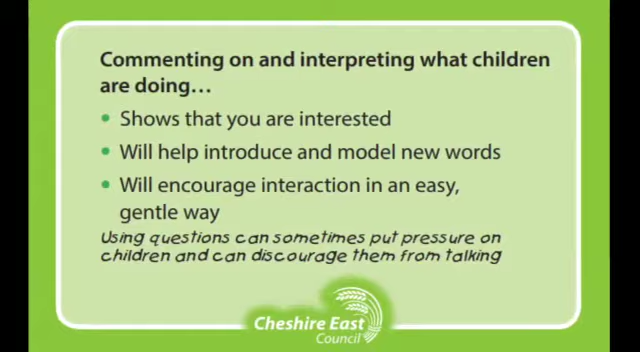 Commenting on and interpreting what children
are doing...
• Shows that you are interested
• Will help introduce and model new words
• Will encourage interaction in an easy,
gentle way
Using questions can sometimes put pressure on
children and can discourage them from talking
Cheshire East
Council